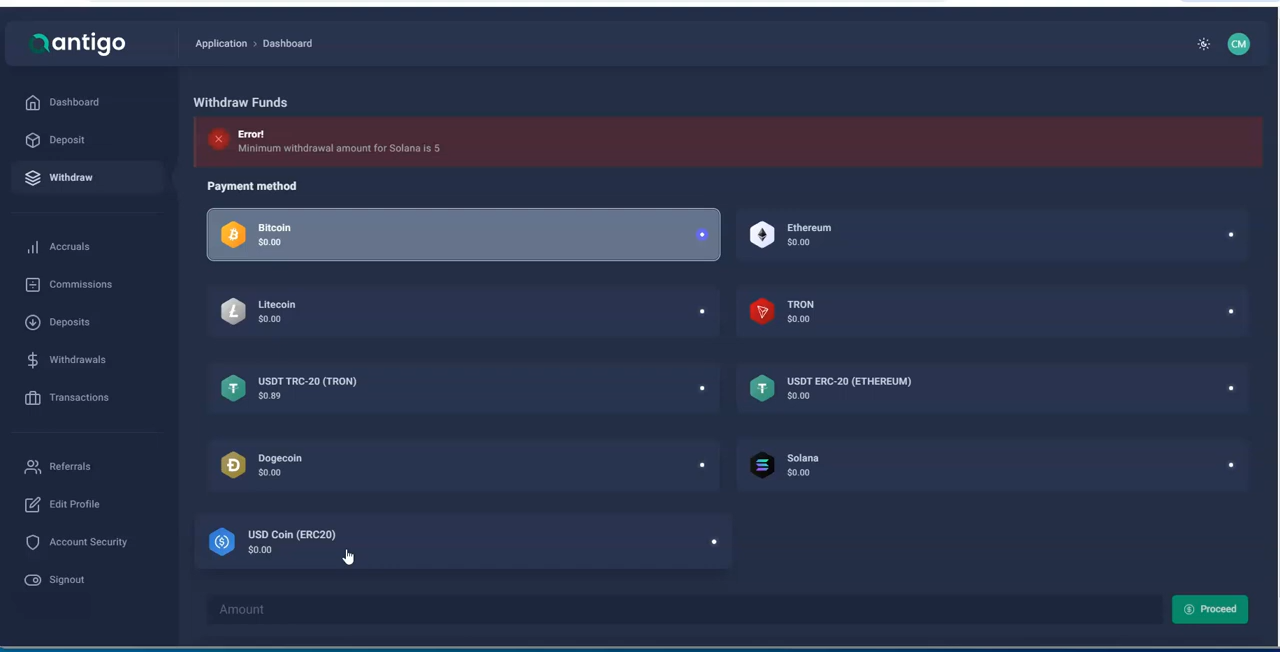 antigo
Application › Dashboard
CM
Dashboard
Deposit
Withdraw
Accruals
Commissions
Deposits
Withdrawals
Transactions
Referrals
Edit Profile
Account Security
Signout
Withdraw Funds
Error!
Minimum withdrawal amount for Solana is 5
Payment method
Bitcoin
$0.00
Ethereum
$0.00
Litecoin
$0.00
TRON
$0.00
USDT TRC-20 (TRON)
$0.89
USDT ERC-20 (ETHEREUM)
$0.00
Dogecoin
$0.00
Solana
$0.00
USD Coin (ERC20)
$0.00
Amount
Proceed